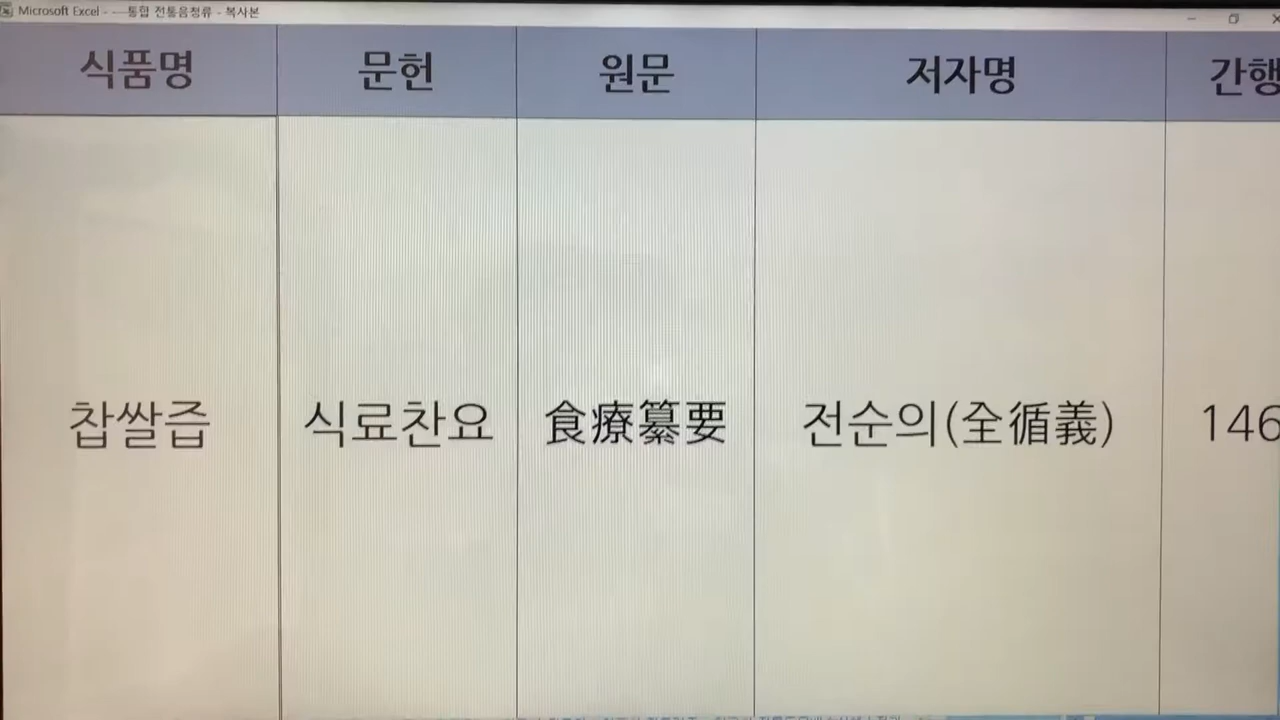 Microsoft Excel - ---통합 전통음청류 - 복사본
식품명 문헌 원문 저자명 간행
찹쌀즙 식료찬요 食療纂要 전순의(全循義) 146